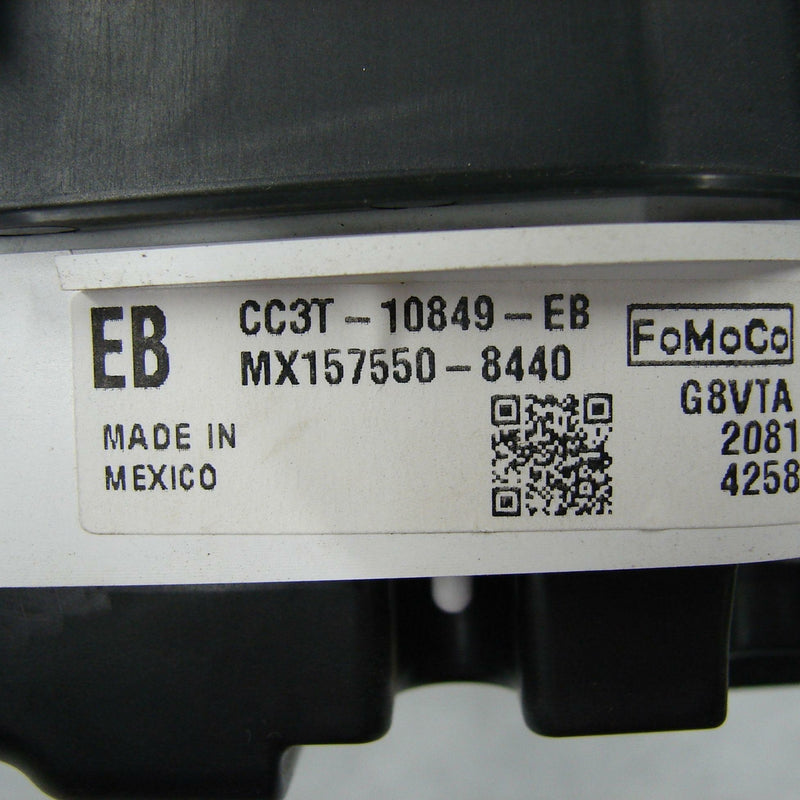 EB
CC3T-10849-EB
MX157550-8440
MADE IN
MEXICO
FoMoCo
G8VTA
2081
4258